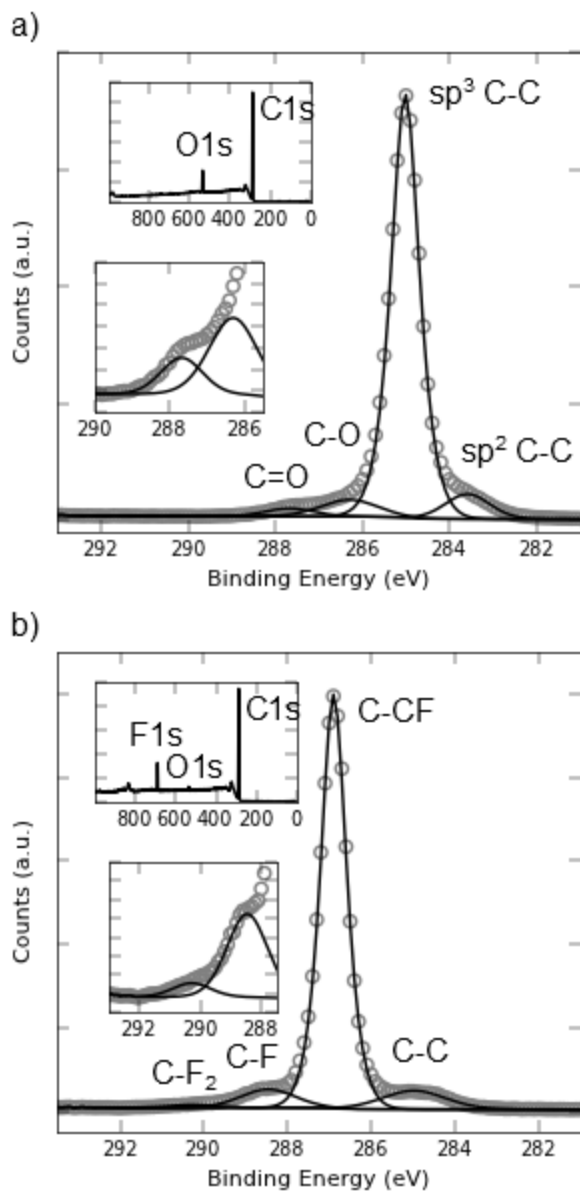 a)
sp³ C-C
C1s
O1s
800 600 400 200 0
290 288 286
C-O
C=O
sp² C-C
Counts (a.u.)
292 290 288 286 284 282
Binding Energy (eV)
b)
C-CF
C1s
F1s
O1s
800 600 400 200 0
292 290 288
C-F₂
C-F
C-C
Counts (a.u.)
292 290 288 286 284 282
Binding Energy (eV)